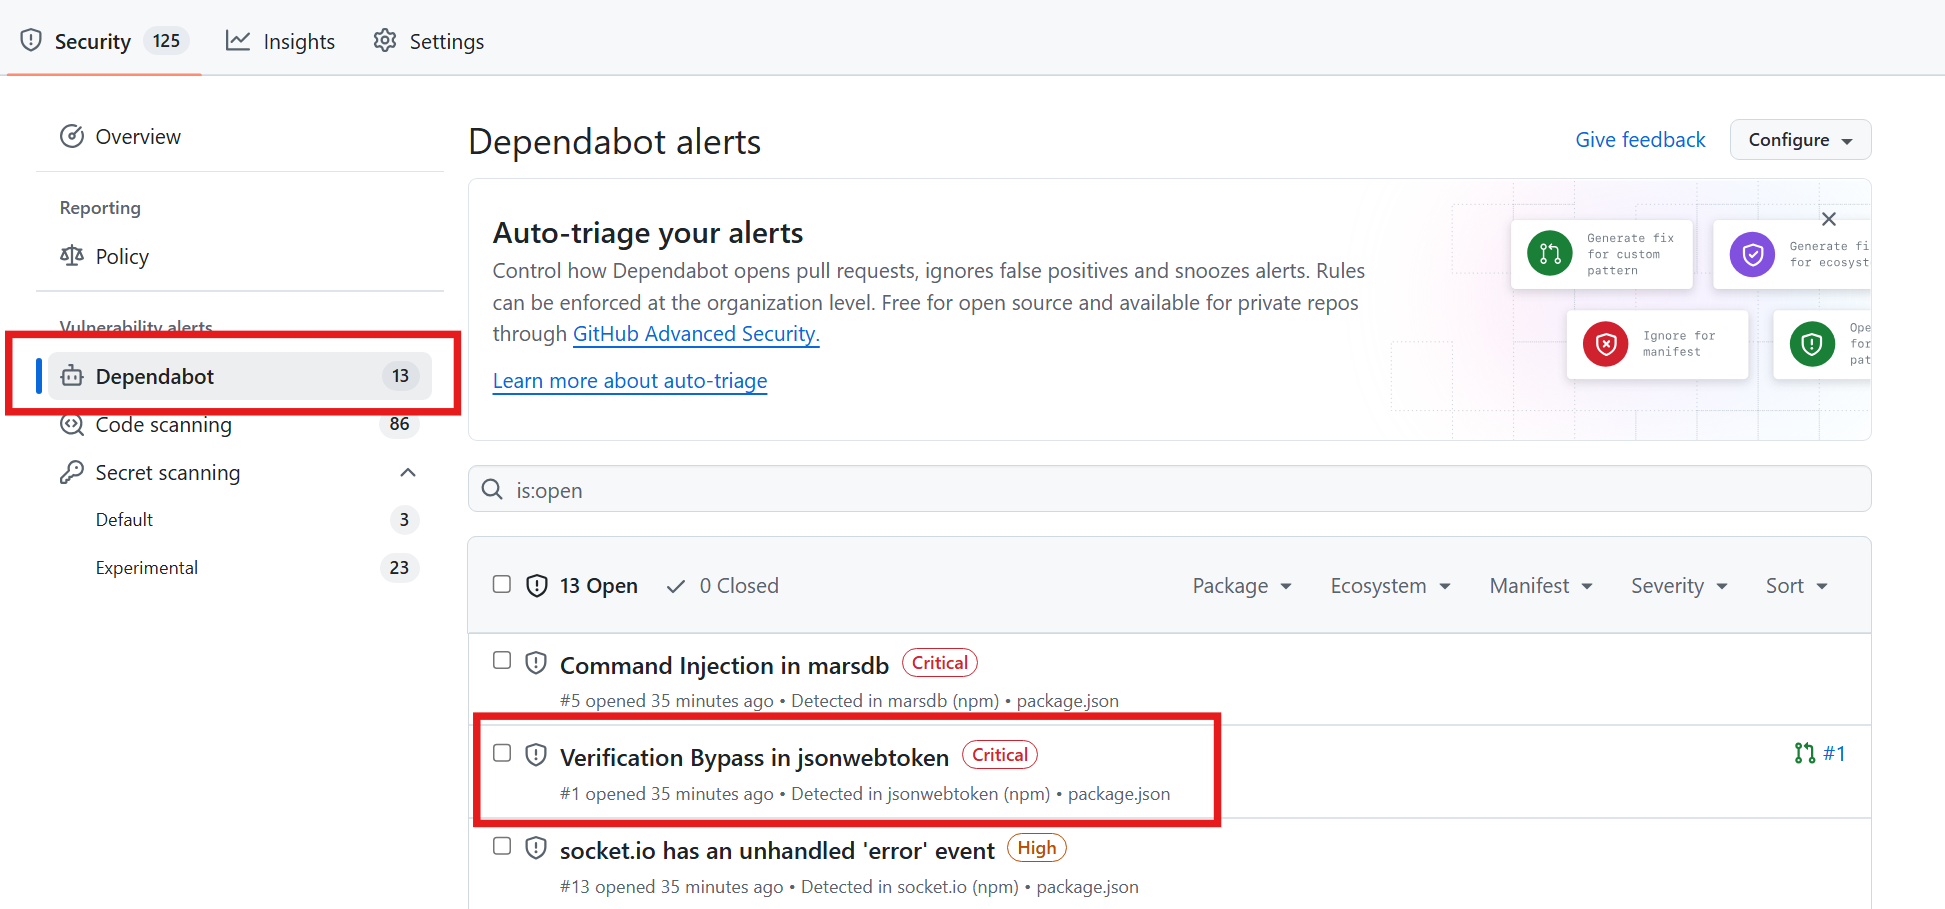 Security 125 Insights Settings
Overview
Reporting
Policy
Vulnerability alerts
Dependabot 13
Code scanning 86
Secret scanning
Default 3
Experimental 23
Dependabot alerts
Give feedback Configure
Auto-triage your alerts
Control how Dependabot opens pull requests, ignores false positives and snoozes alerts. Rules
can be enforced at the organization level. Free for open source and available for private repos
through GitHub Advanced Security.
Learn more about auto-triage
Generate fix
for custom
pattern
Generate fi
for ecosyst
Ignore for
manifest
Ope
for
pat
is:open
13 Open 0 Closed Package Ecosystem Manifest Severity Sort
Command Injection in marsdb Critical
#5 opened 35 minutes ago • Detected in marsdb (npm) • package.json
Verification Bypass in jsonwebtoken Critical #1
#1 opened 35 minutes ago • Detected in jsonwebtoken (npm) • package.json
socket.io has an unhandled 'error' event High
#13 opened 35 minutes ago • Detected in socket.io (npm) • package.json